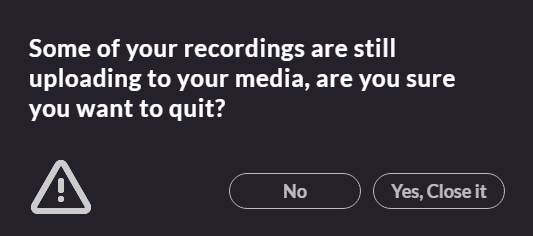 Some of your recordings are still
uploading to your media, are you sure
you want to quit?
No
Yes, Close it